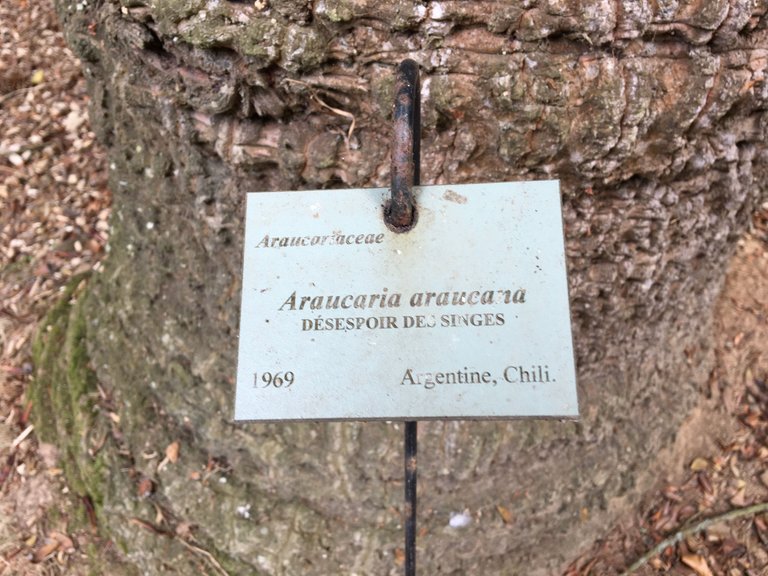 Araucariaceae
Araucaria araucana
DÉSESPOIR DES SINGES
1969 Argentine, Chili.